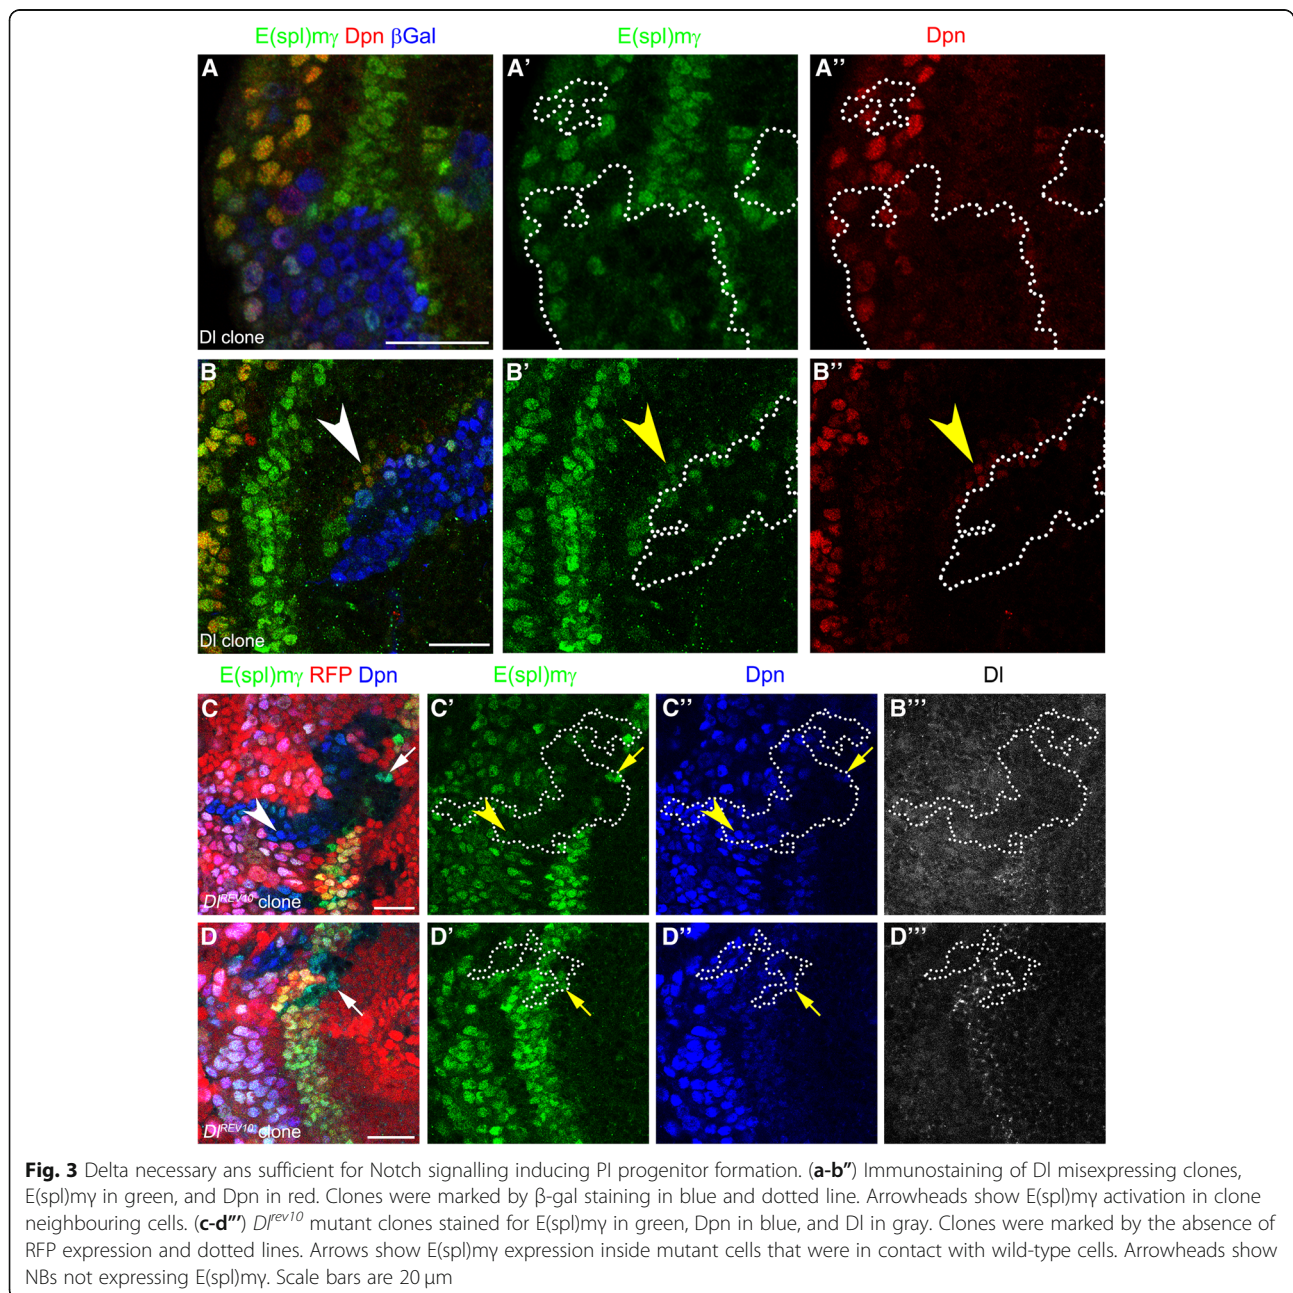 E(spl)mγ Dpn βGal
E(spl)mγ
Dpn
A
A'
A''
Dl clone
B
B'
B''
Dl clone
E(spl)mγ RFP Dpn
E(spl)mγ
Dpn
Dl
C
C'
C''
B'''
Dl^REV10 clone
D
D'
D''
D'''
Dl^REV10 clone
Fig. 3 Delta necessary ans sufficient for Notch signalling inducing PI progenitor formation. (a-b”) Immunostaining of Dl misexpressing clones,
E(spl)mγ in green, and Dpn in red. Clones were marked by β-gal staining in blue and dotted line. Arrowheads show E(spl)mγ activation in clone
neighbouring cells. (c-d”’) Dl^rev10 mutant clones stained for E(spl)mγ in green, Dpn in blue, and Dl in gray. Clones were marked by the absence of
RFP expression and dotted lines. Arrows show E(spl)mγ expression inside mutant cells that were in contact with wild-type cells. Arrowheads show
NBs not expressing E(spl)mγ. Scale bars are 20 μm